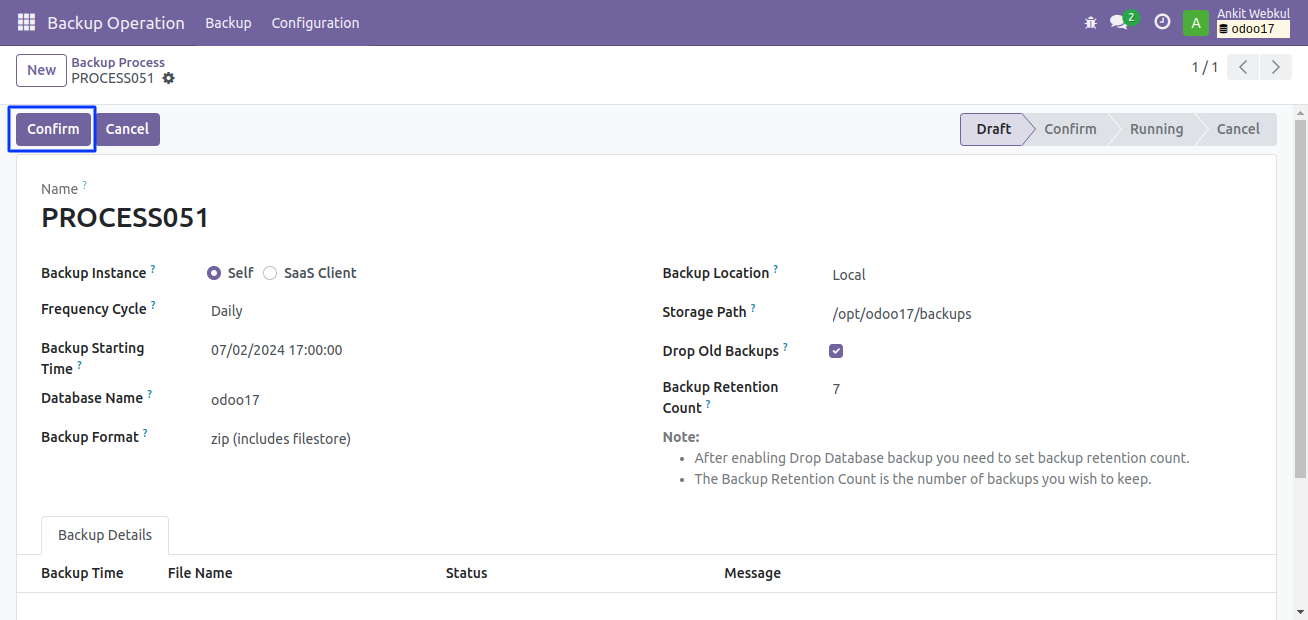 Backup Operation Backup Configuration 2 A Ankit Webkul
odoo17
New Backup Process 1 / 1
PROCESS051
Confirm Cancel Draft Confirm Running Cancel
Name ?
PROCESS051
Backup Instance ? Self SaaS Client
Frequency Cycle ? Daily
Backup Starting Time ? 07/02/2024 17:00:00
Database Name ? odoo17
Backup Format ? zip (includes filestore)
Backup Location ? Local
Storage Path ? /opt/odoo17/backups
Drop Old Backups ?
Backup Retention Count ? 7
Note:
• After enabling Drop Database backup you need to set backup retention count.
• The Backup Retention Count is the number of backups you wish to keep.
Backup Details
Backup Time File Name Status Message